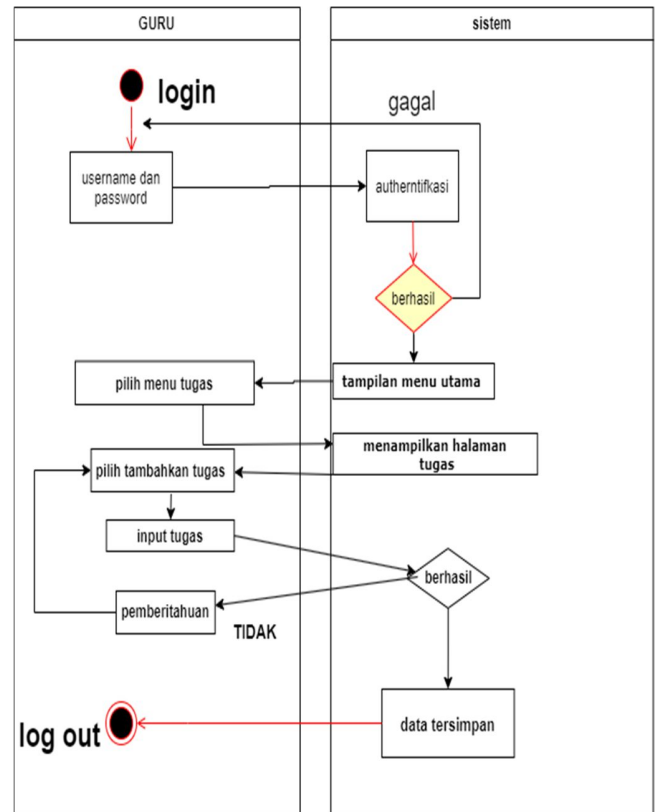 GURU
sistem
login
gagal
username dan
password
autherntifkasi
berhasil
pilih menu tugas
tampilan menu utama
menampilkan halaman
tugas
pilih tambahkan tugas
input tugas
berhasil
pemberitahuan
TIDAK
log out
data tersimpan